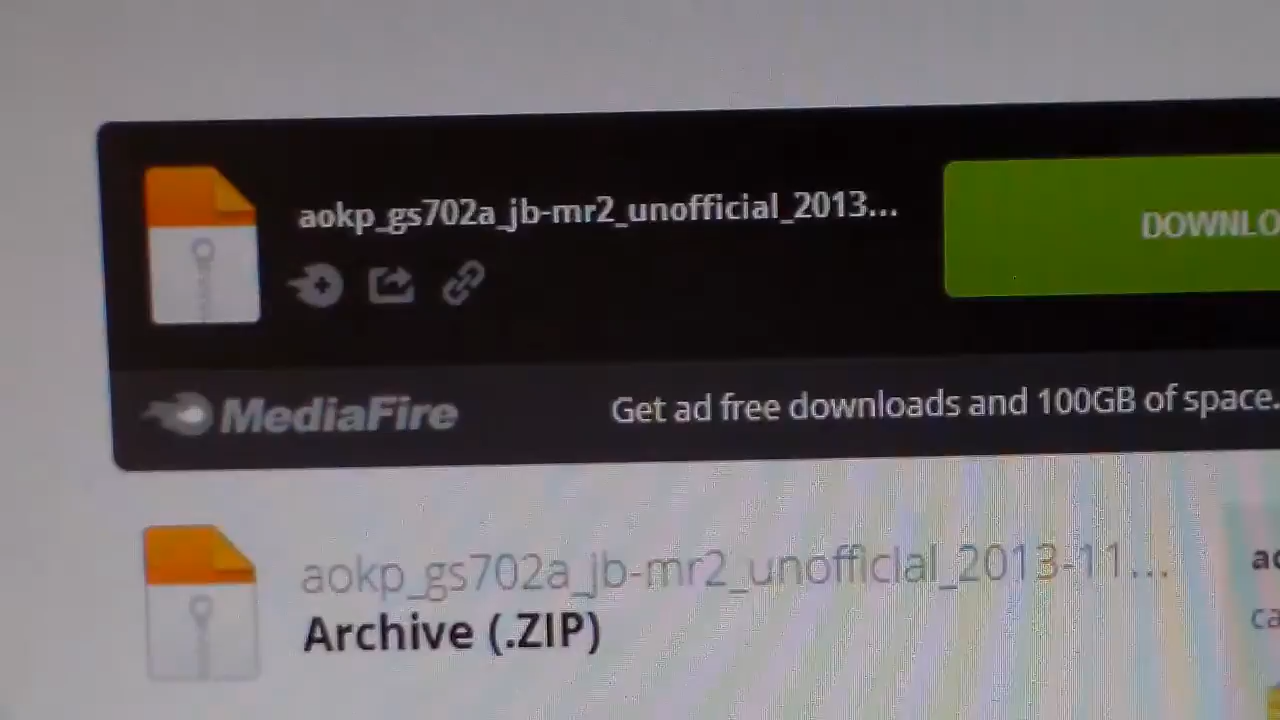 aokp_gs702a_jb-mr2_unofficial_2013...
DOWNLO
MediaFire
Get ad free downloads and 100GB of space.
aokp_gs702a_jb-mr2_unofficial_2013-11...
Archive (.ZIP)